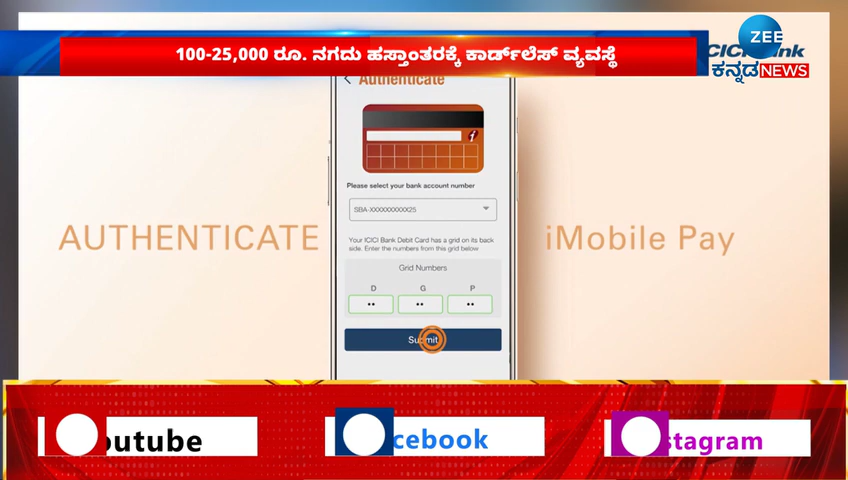 ZEE
100-25,000 ರೂ. ನಗದು ಹಸ್ತಾಂತರಕ್ಕೆ ಕಾರ್ಡ್‌ಲೆಸ್ ವ್ಯವಸ್ಥೆ
ಕನ್ನಡ NEWS
Authenticate
Please select your bank account number
SBA-XXXXXXXXXX25
AUTHENTICATE
iMobile Pay
Your ICICI Bank Debit Card has a grid on its back
side. Enter the numbers from this grid below
Grid Numbers
D G P
Submit
outube
cebook
stagram